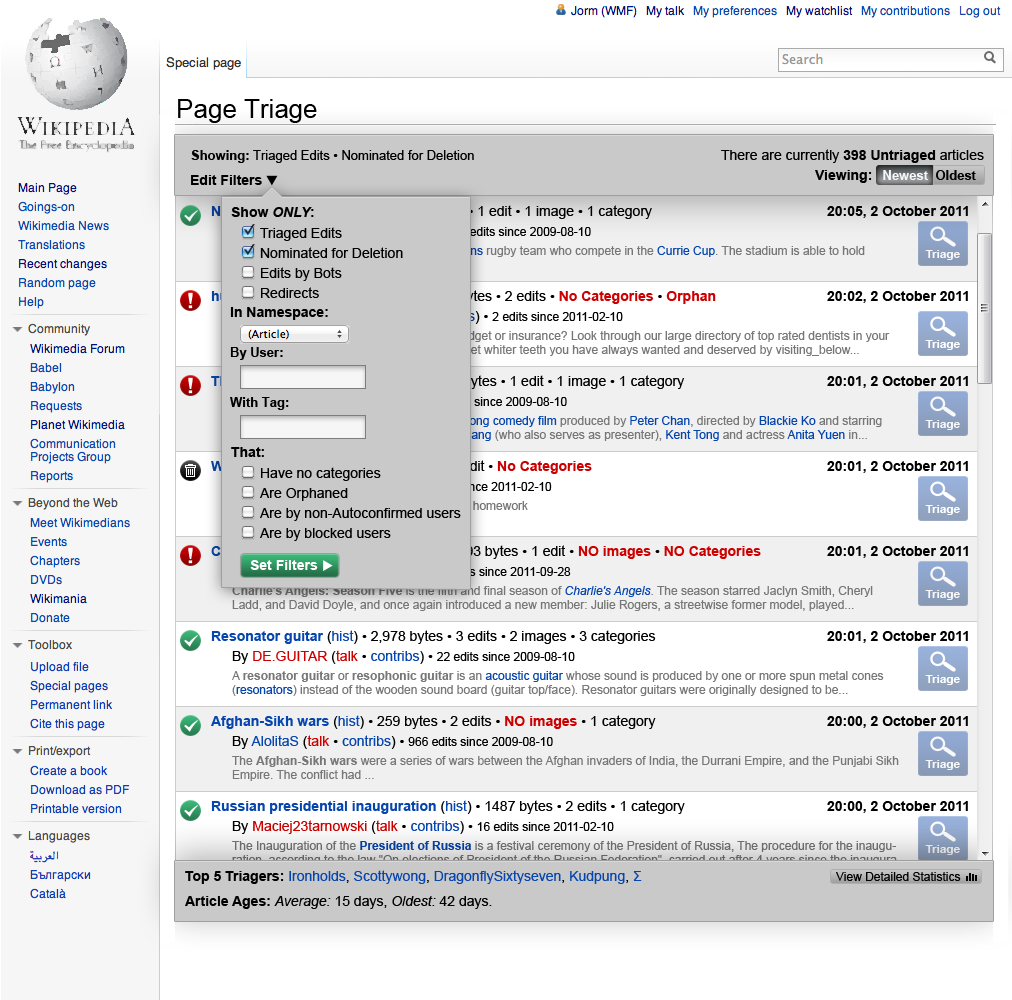 Jorm (WMF) My talk My preferences My watchlist My contributions Log out
Special page
Search
WIKIPEDIA
The Free Encyclopedia
Main Page
Goings-on
Wikimedia News
Translations
Recent changes
Random page
Help
Community
Wikimedia Forum
Babel
Babylon
Requests
Planet Wikimedia
Communication
Projects Group
Reports
Beyond the Web
Meet Wikimedians
Events
Chapters
DVDs
Wikimania
Donate
Toolbox
Upload file
Special pages
Permanent link
Cite this page
Print/export
Create a book
Download as PDF
Printable version
Languages
العربية
Български
Català
Page Triage
Showing: Triaged Edits • Nominated for Deletion
There are currently 398 Untriaged articles
Edit Filters ▼
Viewing: Newest Oldest
Show ONLY:
Triaged Edits
Nominated for Deletion
Edits by Bots
Redirects
In Namespace:
(Article)
By User:
With Tag:
That:
Have no categories
Are Orphaned
Are by non-Autoconfirmed users
Are by blocked users
Set Filters ▶
N • 1 edit • 1 image • 1 category 20:05, 2 October 2011
edits since 2009-08-10
ns rugby team who compete in the Currie Cup. The stadium is able to hold
Triage
hu ytes • 2 edits • No Categories • Orphan 20:02, 2 October 2011
s) • 2 edits since 2011-02-10
dget or insurance? Look through our large directory of top rated dentists in your
et whiter teeth you have always wanted and deserved by visiting_below...
Triage
T ytes • 1 edit • 1 image • 1 category 20:01, 2 October 2011
since 2009-08-10
ong comedy film produced by Peter Chan, directed by Blackie Ko and starring
ang (who also serves as presenter), Kent Tong and actress Anita Yuen in...
Triage
W dit • No Categories 20:01, 2 October 2011
nce 2011-02-10
homework
Triage
C 93 bytes • 1 edit • NO images • NO Categories 20:01, 2 October 2011
s since 2011-09-28
Charlie's Angels: Season Five is the fifth and final season of Charlie's Angels. The season starred Jaclyn Smith, Cheryl
Ladd, and David Doyle, and once again introduced a new member: Julie Rogers, a streetwise former model, played...
Triage
Resonator guitar (hist) • 2,978 bytes • 3 edits • 2 images • 3 categories 20:01, 2 October 2011
By DE.GUITAR (talk • contribs) • 22 edits since 2009-08-10
A resonator guitar or resophonic guitar is an acoustic guitar whose sound is produced by one or more spun metal cones
(resonators) instead of the wooden sound board (guitar top/face). Resonator guitars were originally designed to be...
Triage
Afghan-Sikh wars (hist) • 259 bytes • 2 edits • NO images • 1 category 20:00, 2 October 2011
By AlolitaS (talk • contribs) • 966 edits since 2009-08-10
The Afghan-Sikh wars were a series of wars between the Afghan invaders of India, the Durrani Empire, and the Punjabi Sikh
Empire. The conflict had ...
Triage
Russian presidential inauguration (hist) • 1487 bytes • 2 edits • 1 category 20:00, 2 October 2011
By Maciej23tarnowski (talk • contribs) • 16 edits since 2011-02-10
The Inauguration of the President of Russia is a festival ceremony of the President of Russia, The procedure for the inaugu-
ration, according to the law "On elections of President of the Russian Federation", carried out after 4 years since the inaugura
Triage
Top 5 Triagers: Ironholds, Scottywong, DragonflySixtyseven, Kudpung, Σ
View Detailed Statistics
Article Ages: Average: 15 days, Oldest: 42 days.